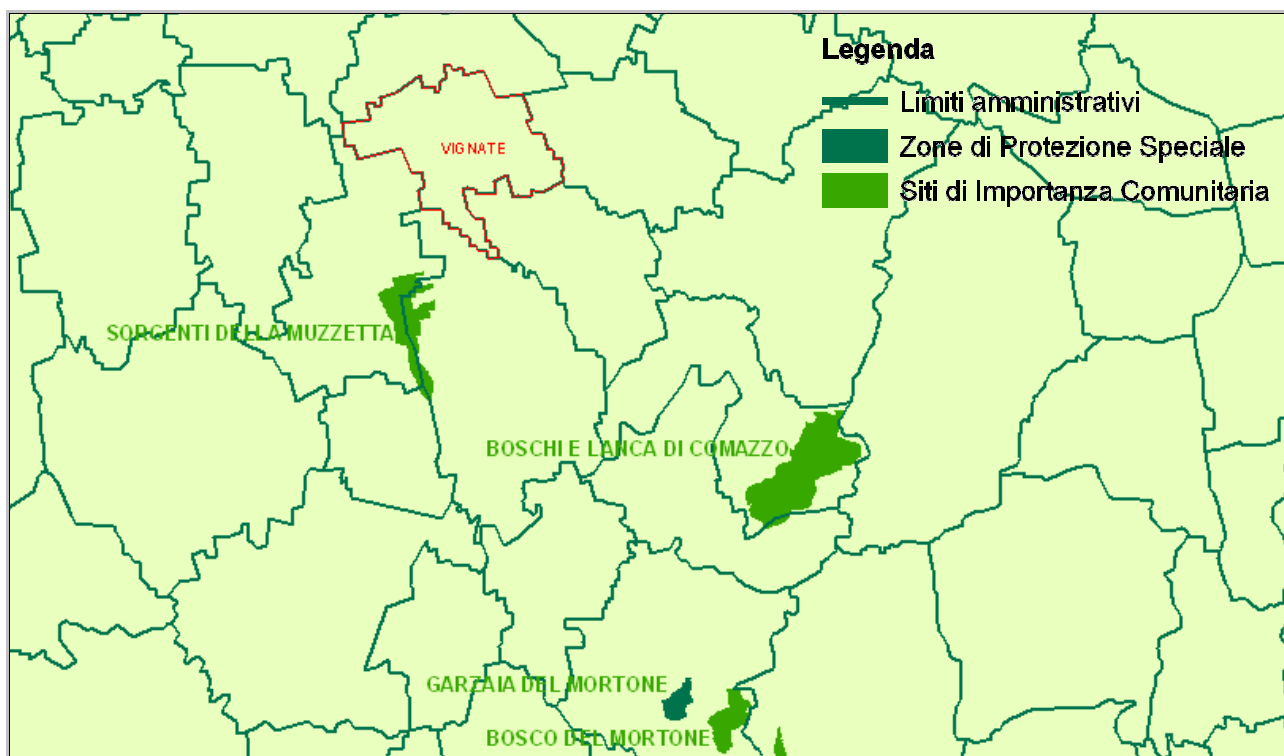 Legenda
Limiti amministrativi
Zone di Protezione Speciale
Siti di Importanza Comunitaria
VIGNATE
SORGENTI DELLA MUZZETTA
BOSCHI E LANCA DI COMAZZO
GARZAIA DEL MORTONE
BOSCO DEL MORTONE